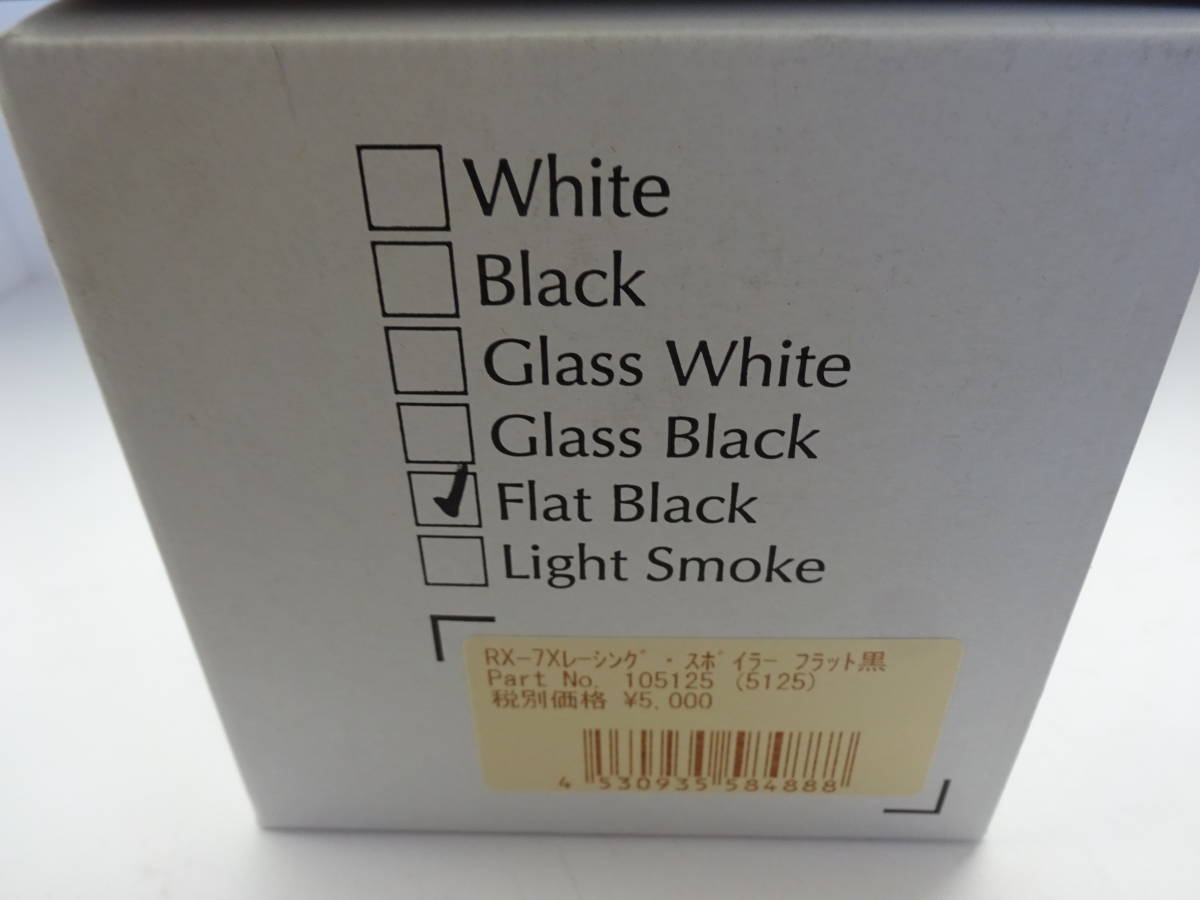 White
Black
Glass White
Glass Black
Flat Black
Light Smoke
RX-7Xﾚｰｼﾝｸﾞ・ｽﾎﾟｲﾗｰ ﾌﾗｯﾄ黒
Part No. 105125 (5125)
税別価格 ¥5,000
4 530935 584888